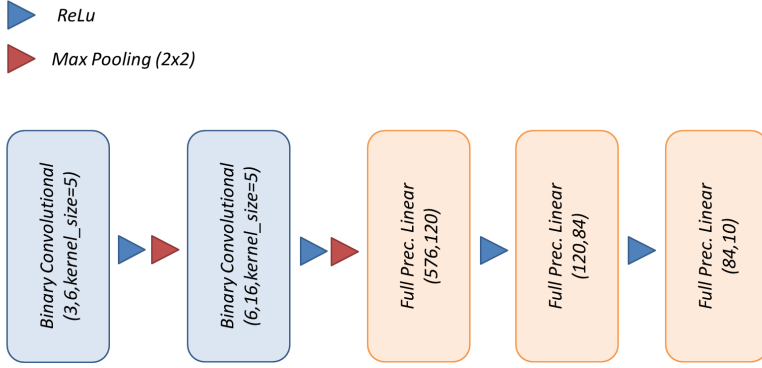 ReLu
Max Pooling (2x2)
Binary Convolutional
(3,6,kernel_size=5)
Binary Convolutional
(6,16,kernel_size=5)
Full Prec. Linear
(576,120)
Full Prec. Linear
(120,84)
Full Prec. Linear
(84,10)